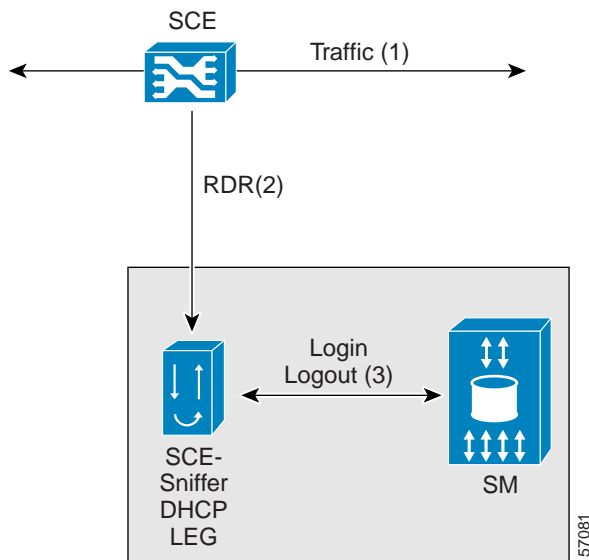 SCE
Traffic (1)
RDR(2)
Login
Logout (3)
SCE-
Sniffer
DHCP
LEG
SM
57081